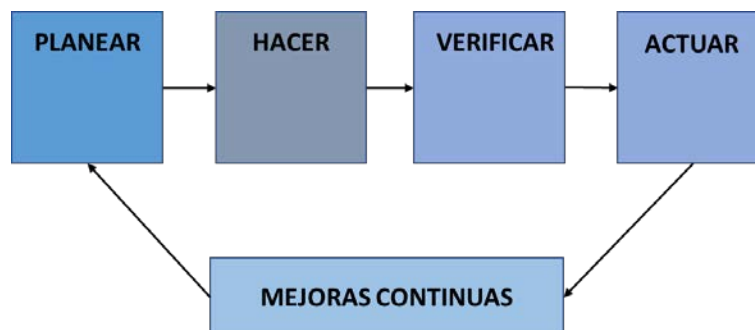 PLANEAR
HACER
VERIFICAR
ACTUAR
MEJORAS CONTINUAS